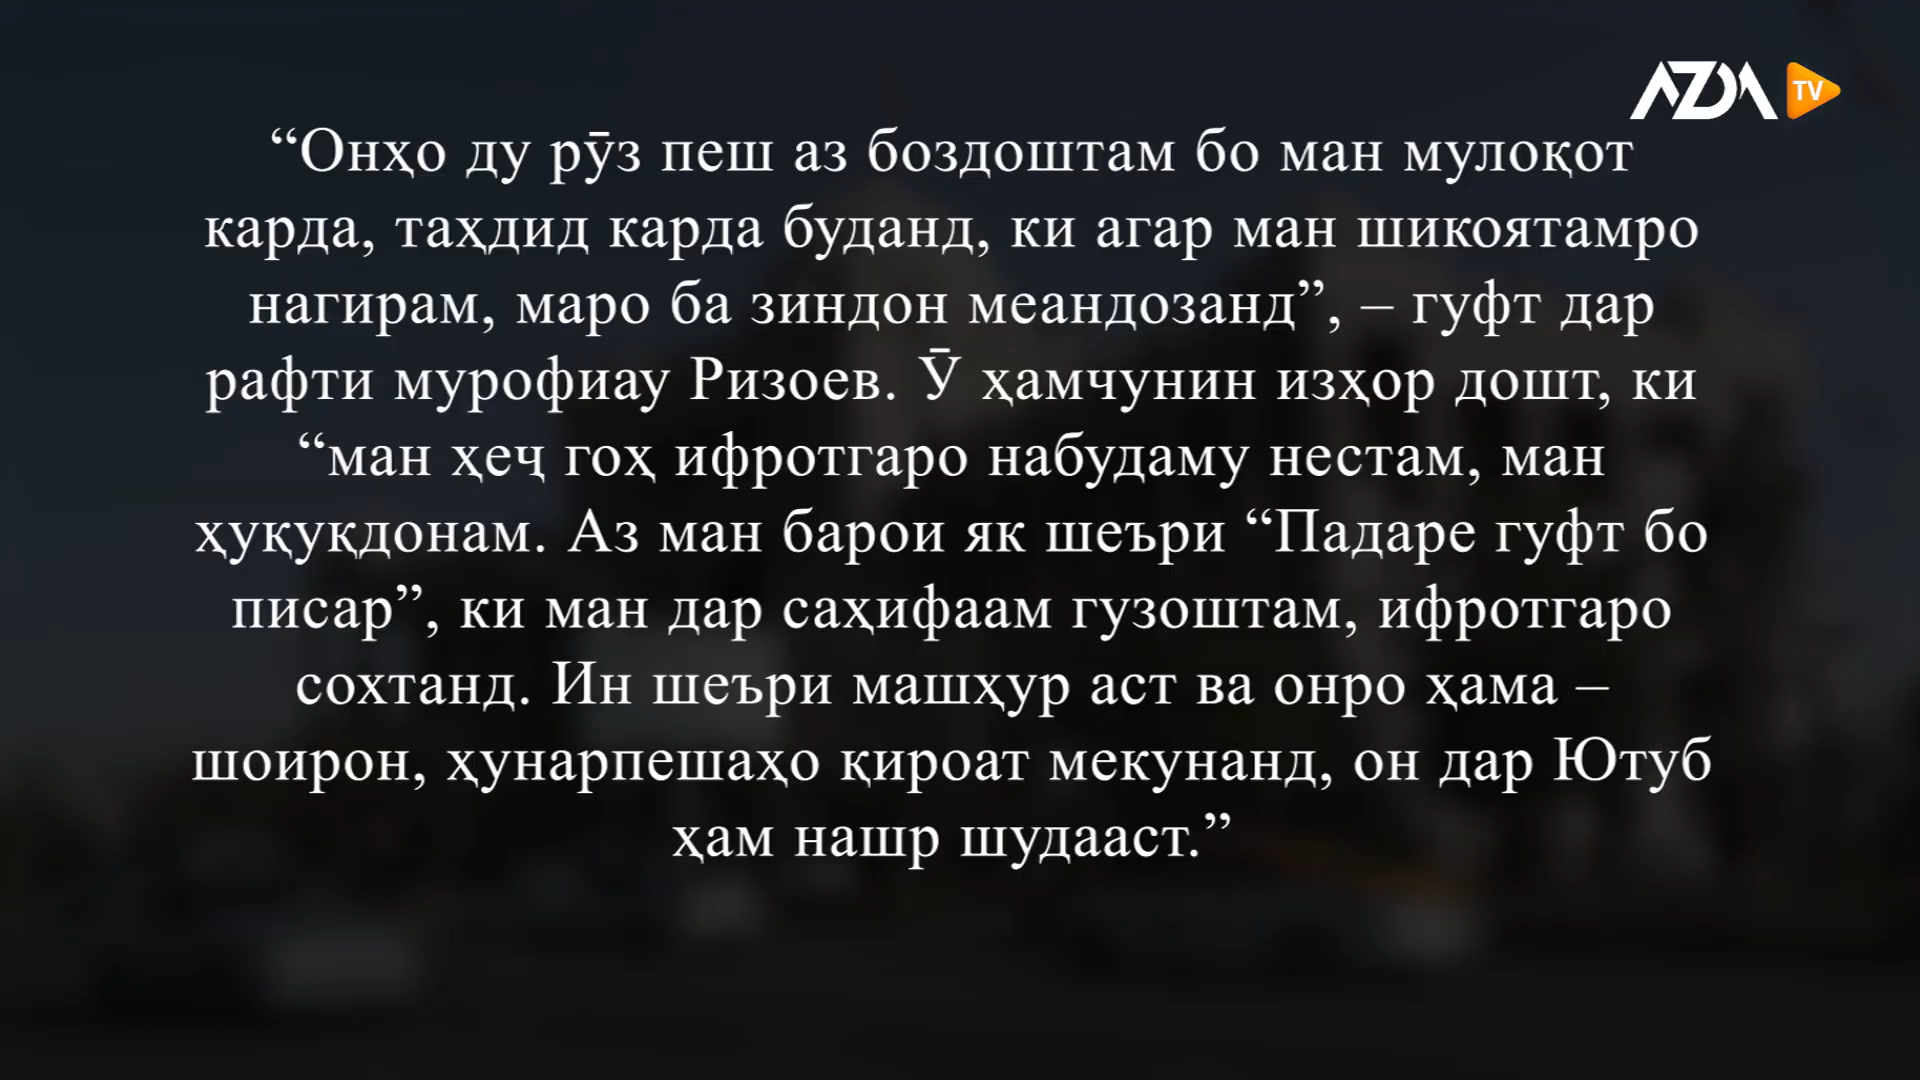 AZDA TV
“Онҳо ду рӯз пеш аз боздоштам бо ман мулоқот
карда, таҳдид карда буданд, ки агар ман шикоятамро
нагирам, маро ба зиндон меандозанд”, – гуфт дар
рафти мурофиау Ризоев. Ӯ ҳамчунин изҳор дошт, ки
“ман ҳеҷ гоҳ ифротгаро набудаму нестам, ман
ҳуқуқдонам. Аз ман барои як шеъри “Падаре гуфт бо
писар”, ки ман дар саҳифаам гузоштам, ифротгаро
сохтанд. Ин шеъри машҳур аст ва онро ҳама –
шоирон, ҳунарпешаҳо қироат мекунанд, он дар Ютуб
ҳам нашр шудааст.”